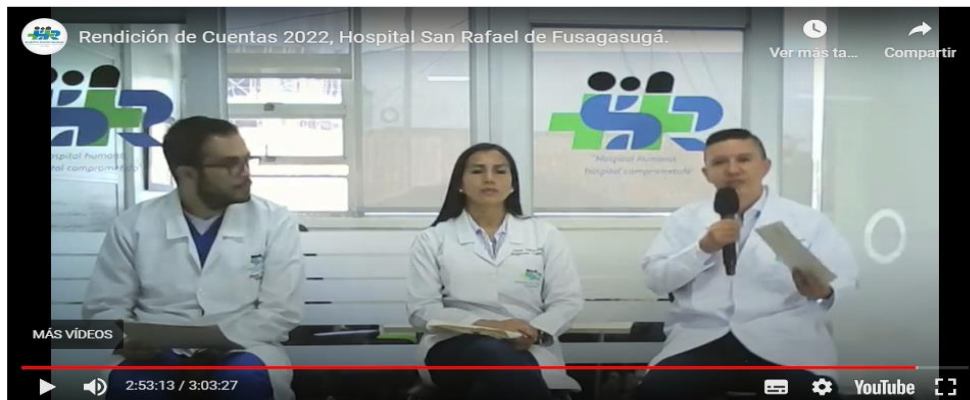 Rendición de Cuentas 2022, Hospital San Rafael de Fusagasugá.
Ver más ta...
Compartir
Hospital Humano
hospital comprometido
MÁS VÍDEOS
2:53:13 / 3:03:27
YouTube